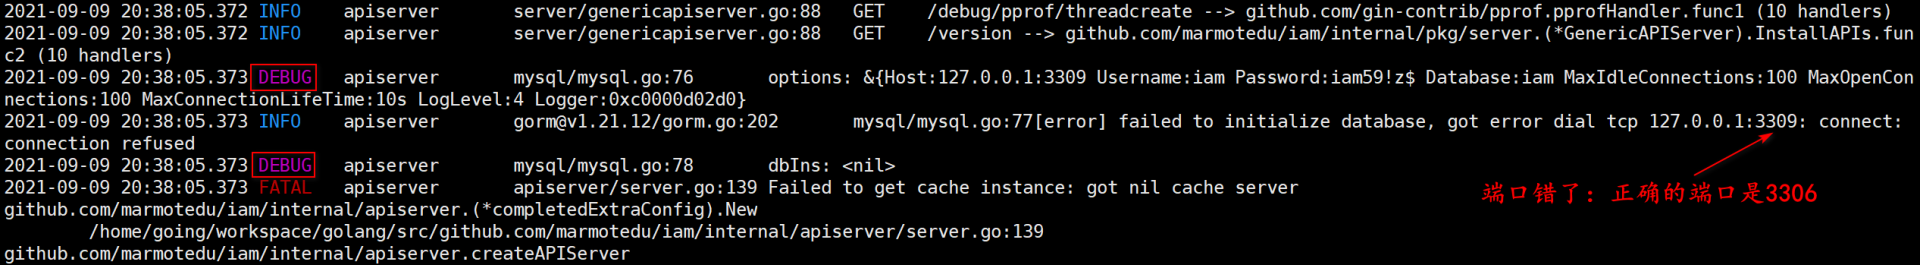 2021-09-09 20:38:05.372 INFO    apiserver       server/genericapiserver.go:88   GET     /debug/pprof/threadcreate --> github.com/gin-contrib/pprof.pprofHandler.func1 (10 handlers)
2021-09-09 20:38:05.372 INFO    apiserver       server/genericapiserver.go:88   GET     /version --> github.com/marmotedu/iam/internal/pkg/server.(*GenericAPIServer).InstallAPIs.fun
c2 (10 handlers)
2021-09-09 20:38:05.373 DEBUG   apiserver       mysql/mysql.go:76       options: &{Host:127.0.0.1:3309 Username:iam Password:iam59!z$ Database:iam MaxIdleConnections:100 MaxOpenCon
nections:100 MaxConnectionLifeTime:10s LogLevel:4 Logger:0xc0000d02d0}
2021-09-09 20:38:05.373 INFO    apiserver       gorm@v1.21.12/gorm.go:202       mysql/mysql.go:77[error] failed to initialize database, got error dial tcp 127.0.0.1:3309: connect:
connection refused
2021-09-09 20:38:05.373 DEBUG   apiserver       mysql/mysql.go:78       dbIns: <nil>
2021-09-09 20:38:05.373 FATAL   apiserver       apiserver/server.go:139 Failed to get cache instance: got nil cache server
端口错了：正确的端口是3306
github.com/marmotedu/iam/internal/apiserver.(*completedExtraConfig).New
        /home/going/workspace/golang/src/github.com/marmotedu/iam/internal/apiserver/server.go:139
github.com/marmotedu/iam/internal/apiserver.createAPIServer